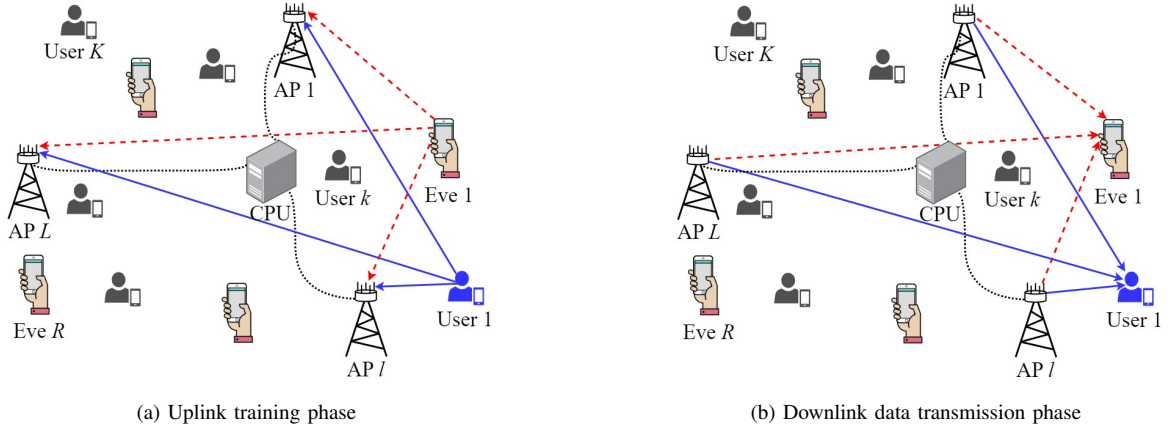 User K
AP 1
User k
Eve 1
CPU
AP L
Eve R
User 1
AP l
(a) Uplink training phase
User K
AP 1
User k
Eve 1
CPU
AP L
Eve R
User 1
AP l
(b) Downlink data transmission phase